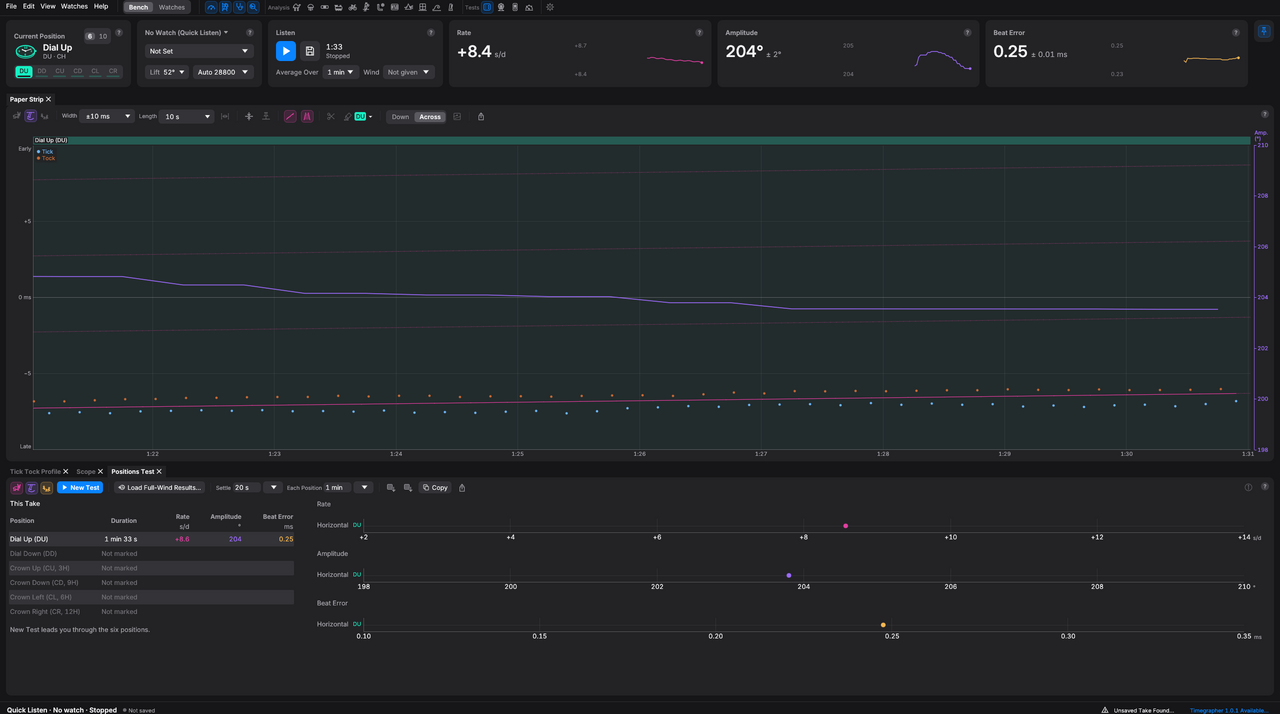 File Edit View Watches Help Bench Watches Analysis Tests
Current Position 6 10 ?
Dial Up
DU · CH
DU DD CU CD CL CR
No Watch (Quick Listen) ?
Not Set
Lift 52° Auto 28800
Listen ?
1:33
Stopped
Average Over 1 min Wind Not given
Rate ?
+8.4 s/d
+8.7
+8.4
Amplitude ?
204° ± 2°
205
204
Beat Error ?
0.25 ± 0.01 ms
0.25
0.23
Paper Strip
Width ±10 ms Length 10 s DU Down Across ?
Dial Up (DU)
Tick
Tock
Early
+5
0 ms
−5
Late
Amp.
(°)
210
208
206
204
202
200
198
1:22 1:23 1:24 1:25 1:26 1:27 1:28 1:29 1:30 1:31
Tick Tock Profile Scope Positions Test
New Test Load Full-Wind Results... Settle 20 s Each Position 1 min Copy ?
This Take
Position Duration Rate s/d Amplitude ° Beat Error ms
Dial Up (DU) 1 min 33 s +8.6 204 0.25
Dial Down (DD) Not marked
Crown Up (CU, 3H) Not marked
Crown Down (CD, 9H) Not marked
Crown Left (CL, 6H) Not marked
Crown Right (CR, 12H) Not marked
New Test leads you through the six positions.
Rate
Horizontal DU
+2 +4 +6 +8 +10 +12 +14 s/d
Amplitude
Horizontal DU
198 200 202 204 206 208 210 °
Beat Error
Horizontal DU
0.10 0.15 0.20 0.25 0.30 0.35 ms
Quick Listen · No watch · Stopped Not saved Unsaved Take Found... Timegrapher 1.0.1 Available...